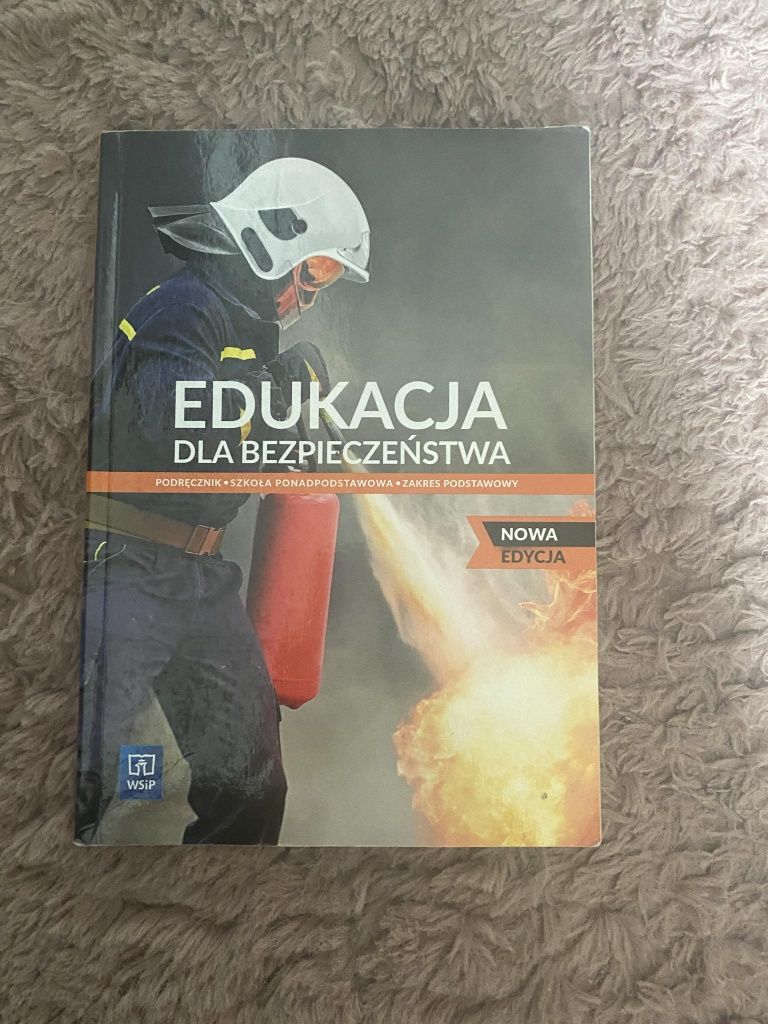 EDUKACJA
DLA BEZPIECZEŃSTWA
PODRĘCZNIK • SZKOŁA PONADPODSTAWOWA • ZAKRES PODSTAWOWY
NOWA
EDYCJA
WSiP